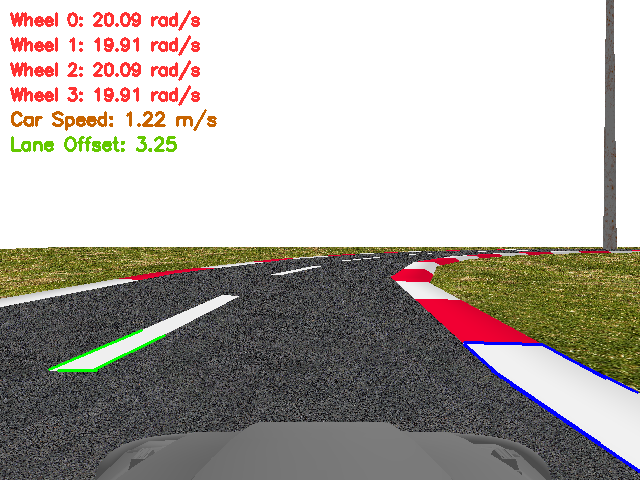 Wheel 0: 20.09 rad/s
Wheel 1: 19.91 rad/s
Wheel 2: 20.09 rad/s
Wheel 3: 19.91 rad/s
Car Speed: 1.22 m/s
Lane Offset: 3.25